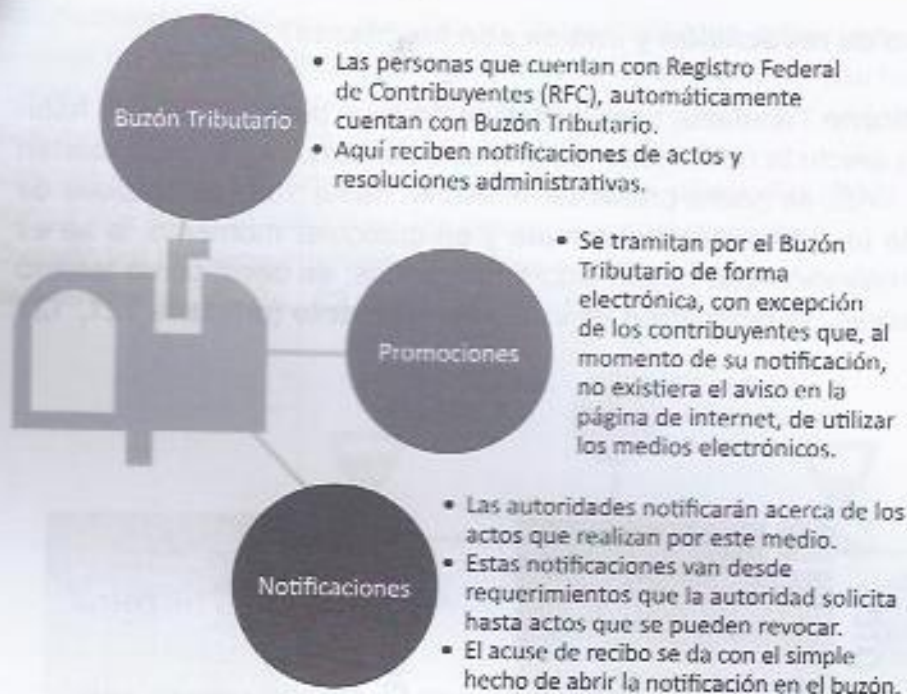 Buzón Tributario
• Las personas que cuentan con Registro Federal
de Contribuyentes (RFC), automáticamente
cuentan con Buzón Tributario.
• Aquí reciben notificaciones de actos y
resoluciones administrativas.
Promociones
• Se tramitan por el Buzón
Tributario de forma
electrónica, con excepción
de los contribuyentes que, al
momento de su notificación,
no existiera el aviso en la
página de internet, de utilizar
los medios electrónicos.
Notificaciones
• Las autoridades notificarán acerca de los
actos que realizan por este medio.
• Estas notificaciones van desde
requerimientos que la autoridad solicita
hasta actos que se pueden revocar.
• El acuse de recibo se da con el simple
hecho de abrir la notificación en el buzón.